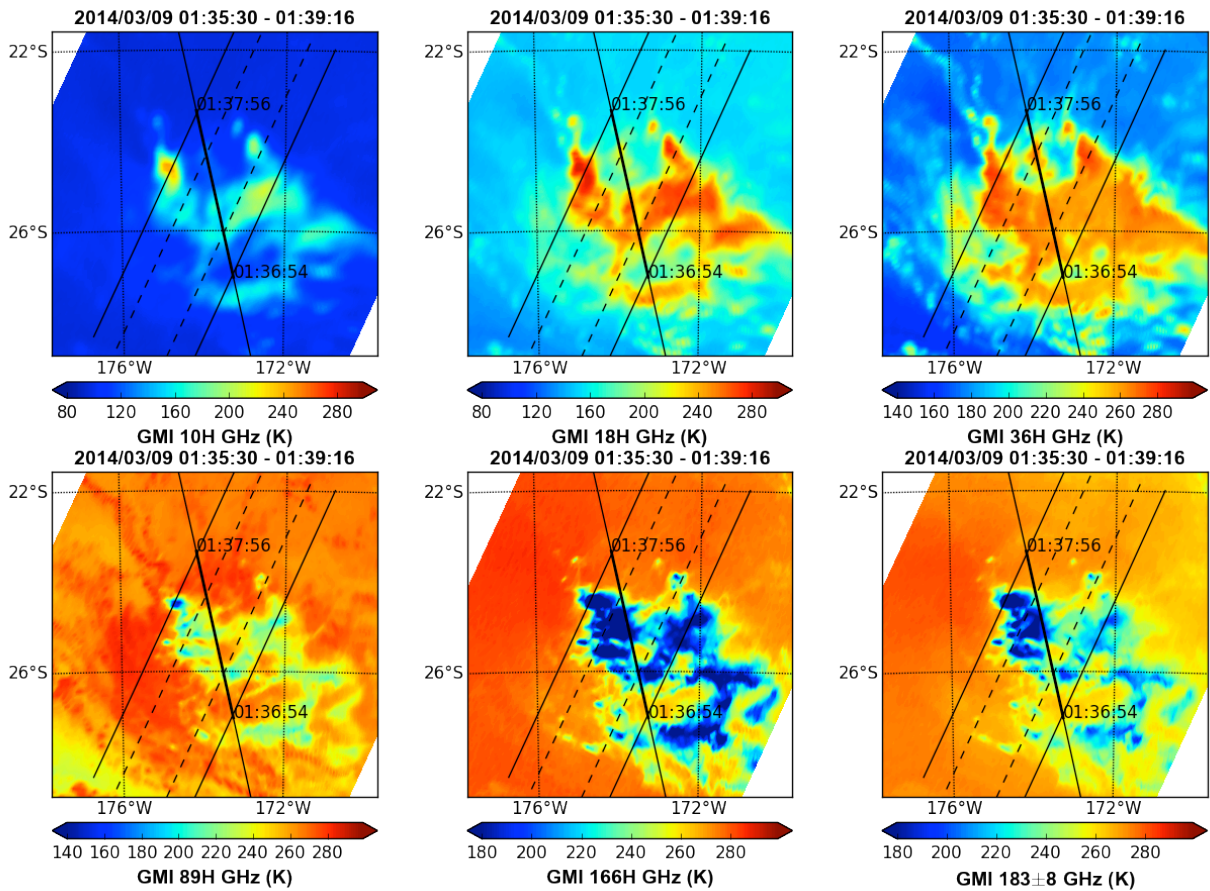 2014/03/09 01:35:30 - 01:39:16
2014/03/09 01:35:30 - 01:39:16
2014/03/09 01:35:30 - 01:39:16
22°S
22°S
22°S
01:37:56
01:37:56
01:37:56
26°S
26°S
26°S
01:36:54
01:36:54
01:36:54
176°W 172°W
176°W 172°W
176°W 172°W
80 120 160 200 240 280
80 120 160 200 240 280
140 160 180 200 220 240 260 280
GMI 10H GHz (K)
GMI 18H GHz (K)
GMI 36H GHz (K)
2014/03/09 01:35:30 - 01:39:16
2014/03/09 01:35:30 - 01:39:16
2014/03/09 01:35:30 - 01:39:16
22°S
22°S
22°S
01:37:56
01:37:56
01:37:56
26°S
26°S
26°S
01:36:54
01:36:54
01:36:54
176°W 172°W
176°W 172°W
176°W 172°W
140 160 180 200 220 240 260 280
180 200 220 240 260 280
180 200 220 240 260 280
GMI 89H GHz (K)
GMI 166H GHz (K)
GMI 183±8 GHz (K)